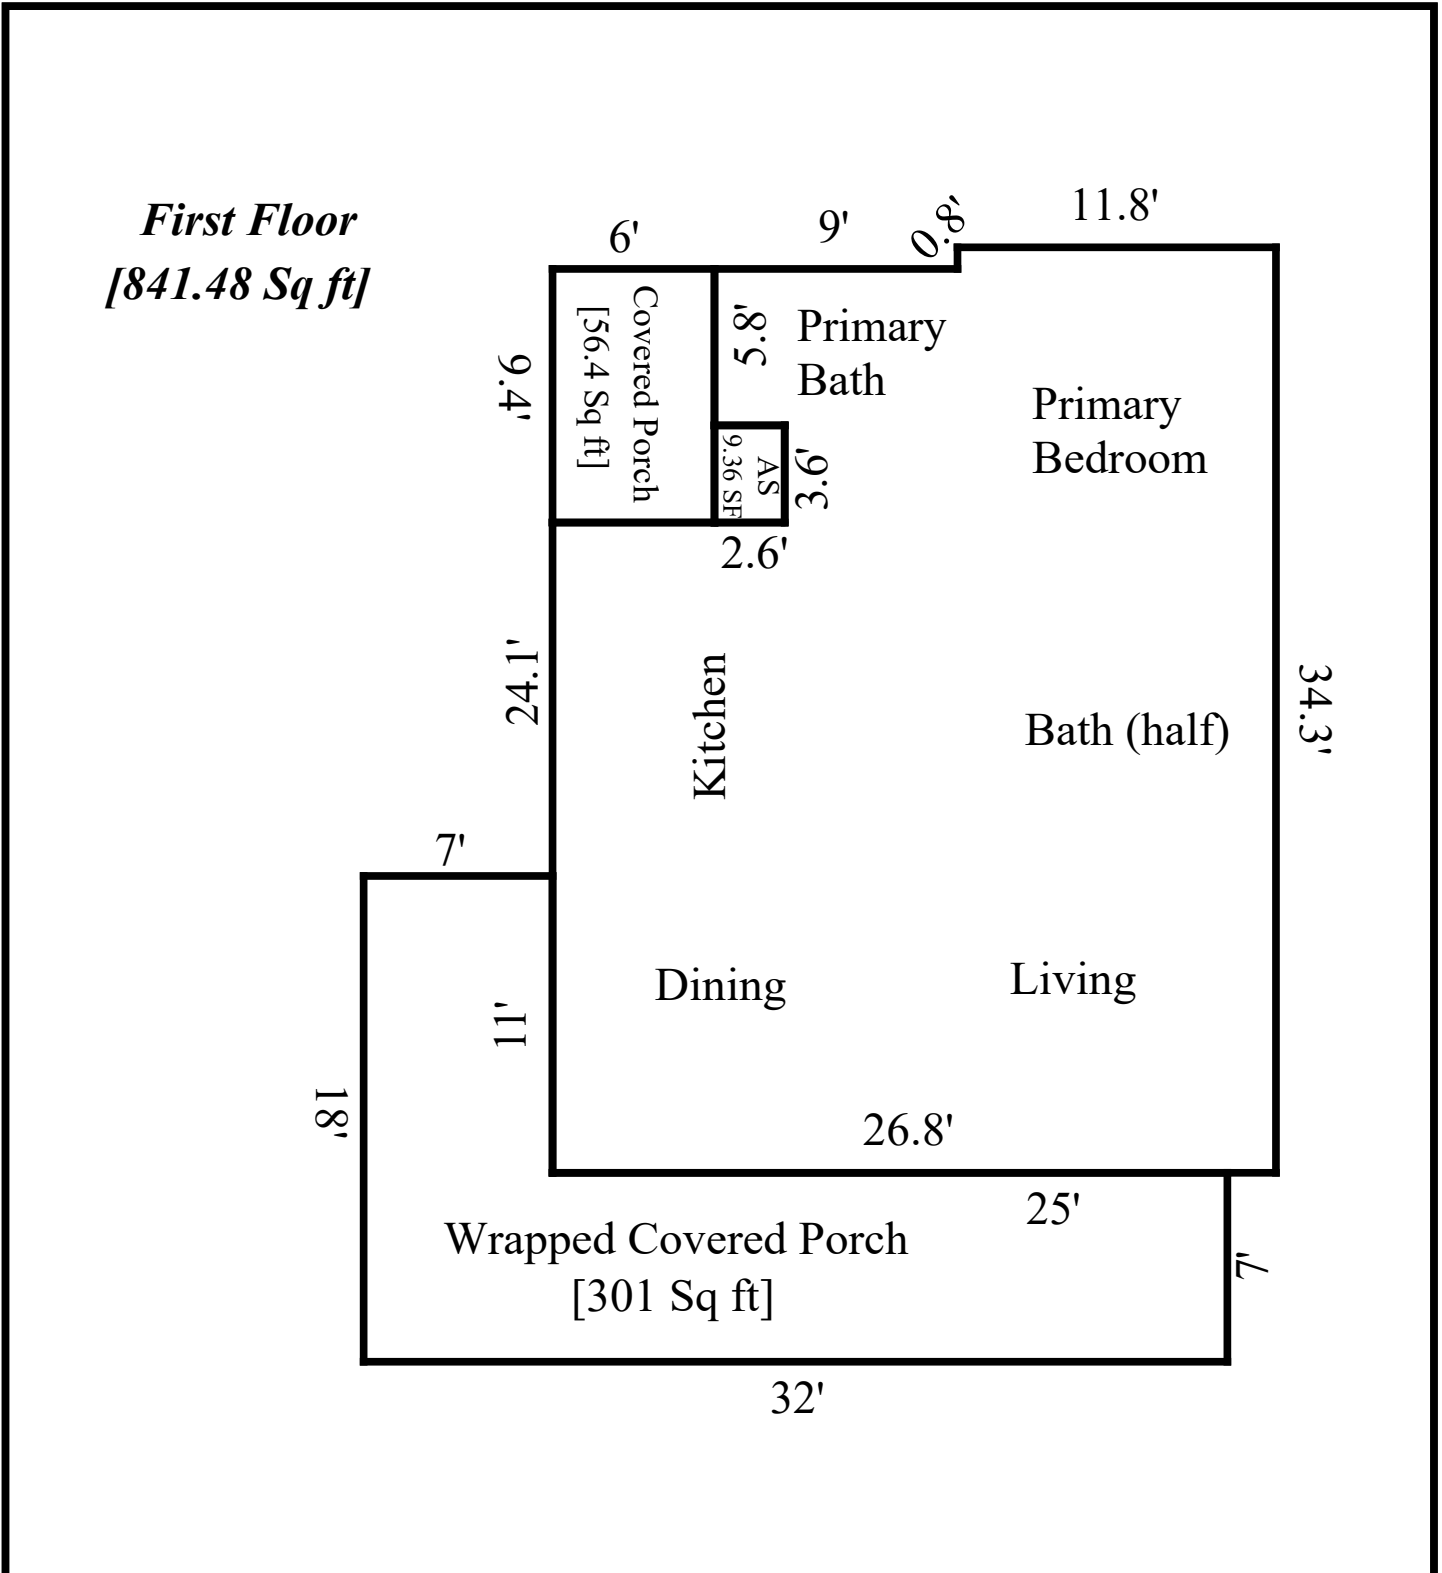 First Floor
[841.48 Sq ft]
6'
9'
0.8'
11.8'
9.4'
Covered Porch
[56.4 Sq ft]
5.8'
Primary
Bath
Primary
Bedroom
AS
9.36 SF
3.6'
2.6'
24.1'
Kitchen
Bath (half)
34.3'
7'
Dining
Living
11'
18'
26.8'
25'
Wrapped Covered Porch
[301 Sq ft]
7'
32'